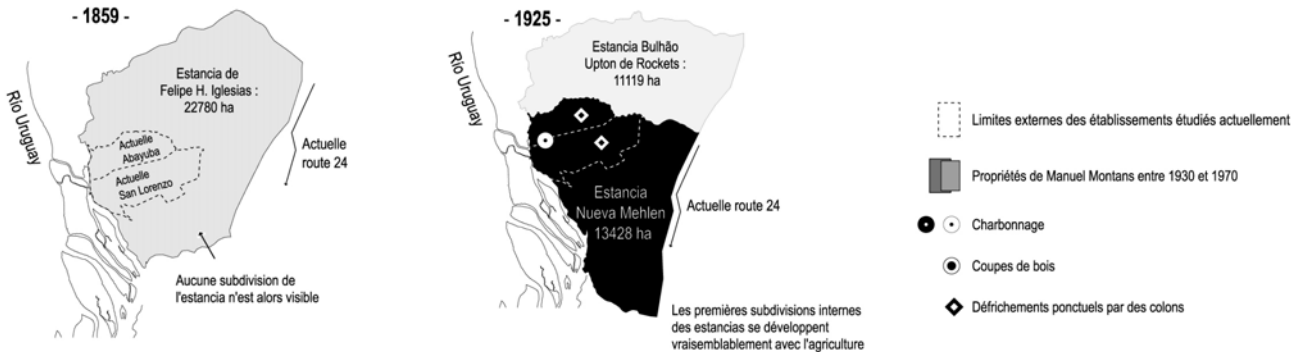 - 1859 -
Río Uruguay
Estancia de
Felipe H. Iglesias :
22780 ha
Actuelle
Abayuba
Actuelle
San Lorenzo
Actuelle
route 24
Aucune subdivision de
l'estancia n'est alors visible
- 1925 -
Río Uruguay
Estancia Bulhão
Upton de Rockets :
11119 ha
Estancia
Nueva Mehlen
13428 ha
Actuelle route 24
Les premières subdivisions internes
des estancias se développent
vraisemblablement avec l'agriculture
Limites externes des établissements étudiés actuellement
Propriétés de Manuel Montans entre 1930 et 1970
Charbonnage
Coupes de bois
Défrichements ponctuels par des colons